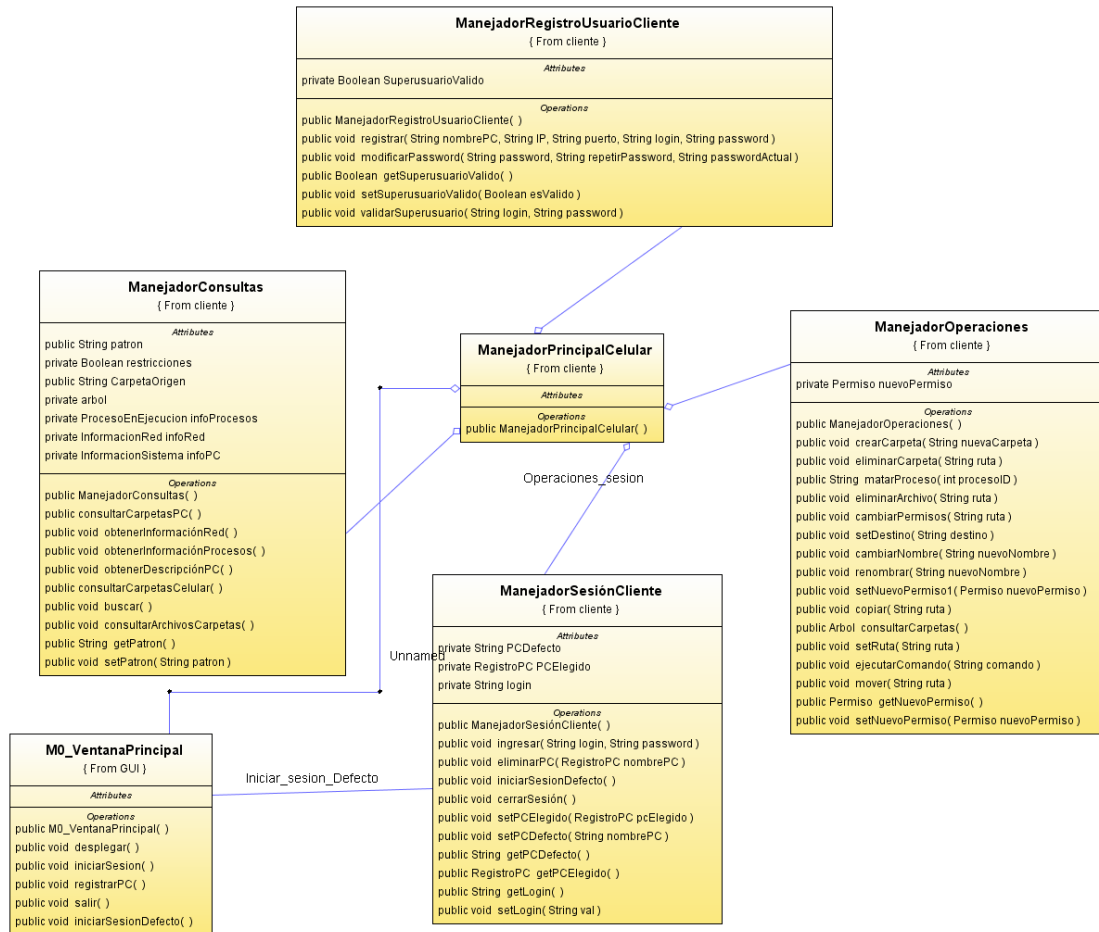 ManejadorRegistroUsuarioCliente
{ From cliente }
Attributes
private Boolean SuperusuarioValido
Operations
public ManejadorRegistroUsuarioCliente( )
public void registrar( String nombrePC, String IP, String puerto, String login, String password )
public void modificarPassword( String password, String repetirPassword, String passwordActual )
public Boolean getSuperusuarioValido( )
public void setSuperusuarioValido( Boolean esValido )
public void validarSuperusuario( String login, String password )
ManejadorConsultas
{ From cliente }
Attributes
public String patron
private Boolean restricciones
public String CarpetaOrigen
private arbol
private ProcesoEnEjecucion infoProcesos
private InformacionRed infoRed
private InformacionSistema infoPC
Operations
public ManejadorConsultas( )
public consultarCarpetasPC( )
public void obtenerInformaciónRed( )
public void obtenerInformaciónProcesos( )
public void obtenerDescripciónPC( )
public consultarCarpetasCelular( )
public void buscar( )
public void consultarArchivosCarpetas( )
public String getPatron( )
public void setPatron( String patron )
ManejadorPrincipalCelular
{ From cliente }
Attributes
Operations
public ManejadorPrincipalCelular( )
ManejadorOperaciones
{ From cliente }
Attributes
private Permiso nuevoPermiso
Operations
public ManejadorOperaciones( )
public void crearCarpeta( String nuevaCarpeta )
public void eliminarCarpeta( String ruta )
public String matarProceso( int procesoID )
public void eliminarArchivo( String ruta )
public void cambiarPermisos( String ruta )
public void setDestino( String destino )
public void cambiarNombre( String nuevoNombre )
public void renombrar( String nuevoNombre )
public void setNuevoPermiso1( Permiso nuevoPermiso )
public void copiar( String ruta )
public Arbol consultarCarpetas( )
public void setRuta( String ruta )
public void ejecutarComando( String comando )
public void mover( String ruta )
public Permiso getNuevoPermiso( )
public void setNuevoPermiso( Permiso nuevoPermiso )
Operaciones_sesion
Unnamed
ManejadorSesiónCliente
{ From cliente }
Attributes
private String PCDefecto
private RegistroPC PCElegido
private String login
Operations
public ManejadorSesiónCliente( )
public void ingresar( String login, String password )
public void eliminarPC( RegistroPC nombrePC )
public void iniciarSesionDefecto( )
public void cerrarSesión( )
public void setPCElegido( RegistroPC pcElegido )
public void setPCDefecto( String nombrePC )
public String getPCDefecto( )
public RegistroPC getPCElegido( )
public String getLogin( )
public void setLogin( String val )
Iniciar_sesion_Defecto
M0_VentanaPrincipal
{ From GUI }
Attributes
Operations
public M0_VentanaPrincipal( )
public void desplegar( )
public void iniciarSesion( )
public void registrarPC( )
public void salir( )
public void iniciarSesionDefecto( )